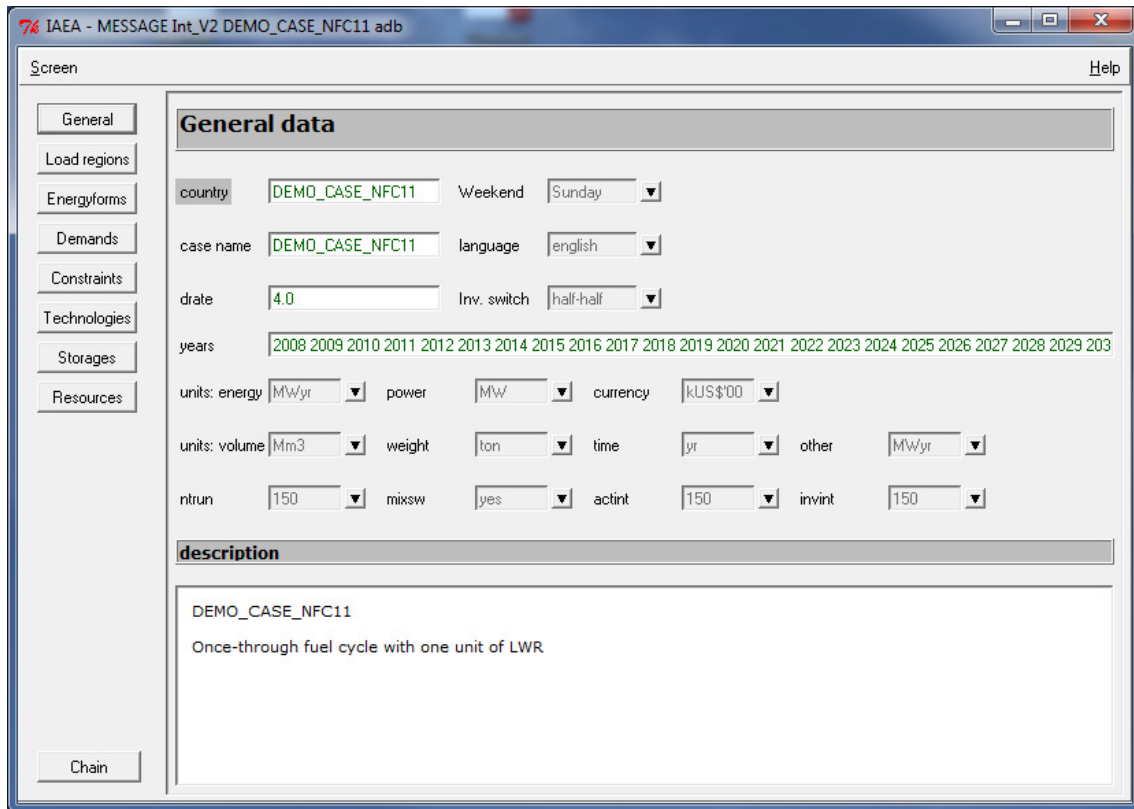 IAEA - MESSAGE Int_V2 DEMO_CASE_NFC11 adb
Screen Help
General
Load regions
Energyforms
Demands
Constraints
Technologies
Storages
Resources
Chain
General data
country DEMO_CASE_NFC11 Weekend Sunday
case name DEMO_CASE_NFC11 language english
drate 4.0 Inv. switch half-half
years 2008 2009 2010 2011 2012 2013 2014 2015 2016 2017 2018 2019 2020 2021 2022 2023 2024 2025 2026 2027 2028 2029 203
units: energy MWyr power MW currency kUS$'00
units: volume Mm3 weight ton time yr other MWyr
ntrun 150 mixsw yes actint 150 invint 150
description
DEMO_CASE_NFC11
Once-through fuel cycle with one unit of LWR